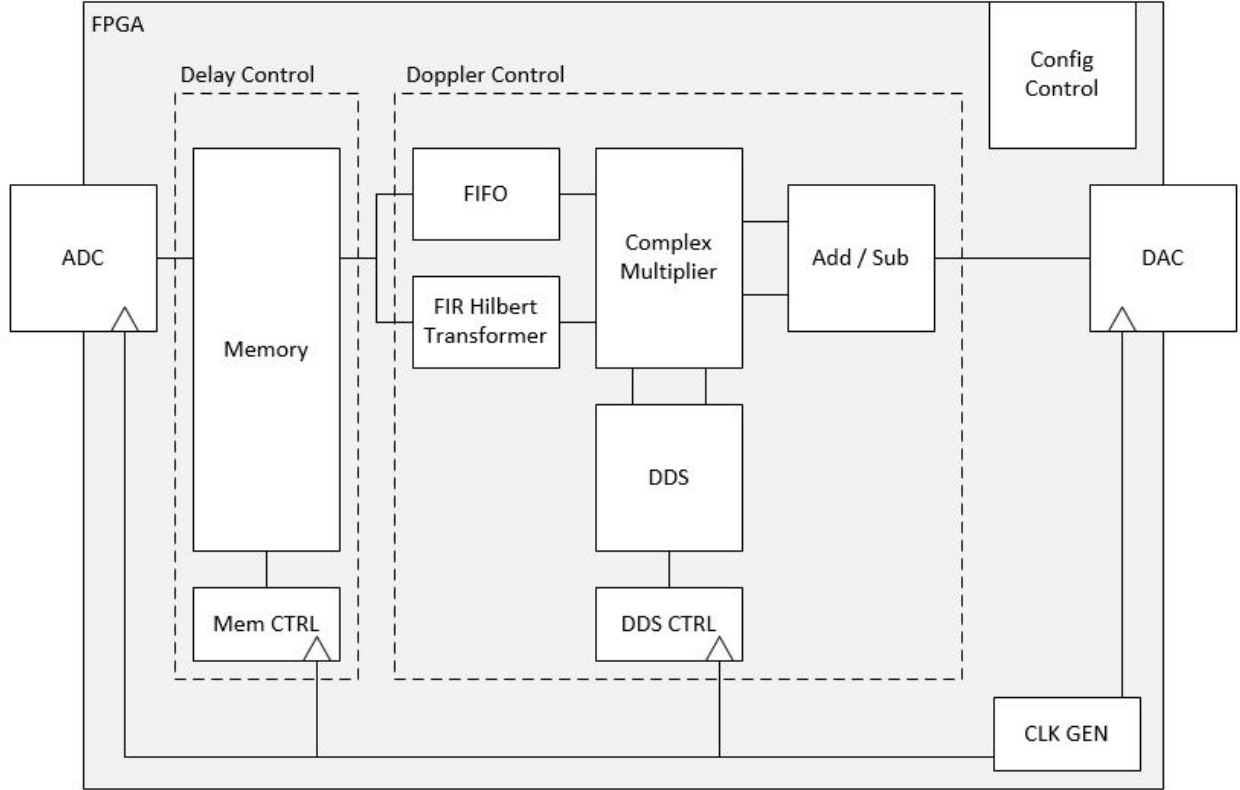 FPGA
Config
Control
Delay Control
Doppler Control
ADC
Memory
FIFO
FIR Hilbert
Transformer
Complex
Multiplier
Add / Sub
DAC
DDS
Mem CTRL
DDS CTRL
CLK GEN